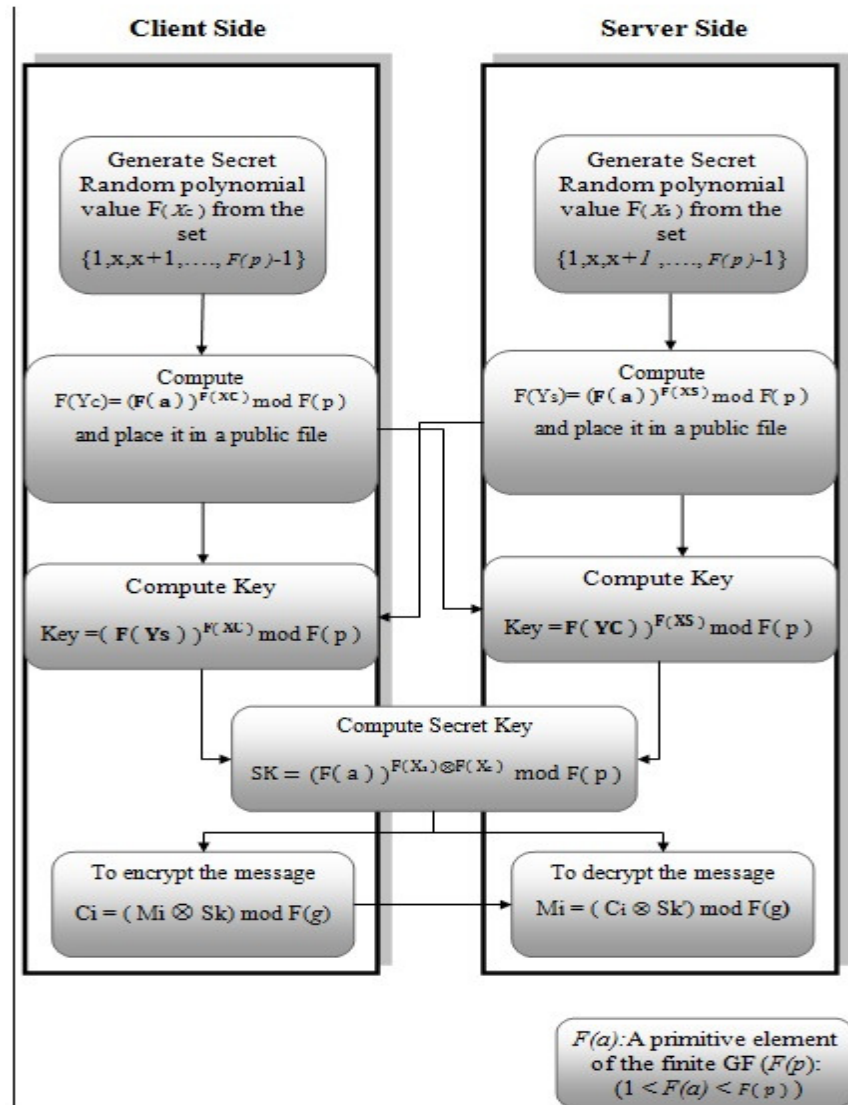 Client Side
Server Side
Generate Secret
Random polynomial
value F(Xc) from the
set
{1,x,x+1,...., F(p)-1}
Generate Secret
Random polynomial
value F(Xs) from the
set
{1,x,x+1 ,...., F(p)-1}
Compute
F(Yc)= (F(a))^F(XC) mod F(p)
and place it in a public file
Compute
F(Ys)= (F(a))^F(XS) mod F(p)
and place it in a public file
Compute Key
Key =( F(Ys))^F(XC) mod F(p)
Compute Key
Key =F(YC))^F(XS) mod F(p)
Compute Secret Key
SK = (F(a))^F(Xs)⊗F(Xc) mod F(p)
To encrypt the message
Ci = ( Mi ⊗ Sk) mod F(g)
To decrypt the message
Mi = ( Ci ⊗ Sk') mod F(g)
F(a):A primitive element
of the finite GF (F(p):
(1 < F(a) < F(p))